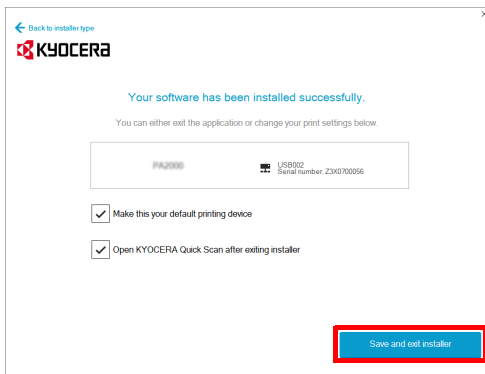 Back to installer type
KYOCERA
Your software has been installed successfully.
You can either exit the application or change your print settings below.
PA2000
USB002
Serial number: Z3X0700056
Make this your default printing device
Open KYOCERA Quick Scan after exiting installer
Save and exit installer